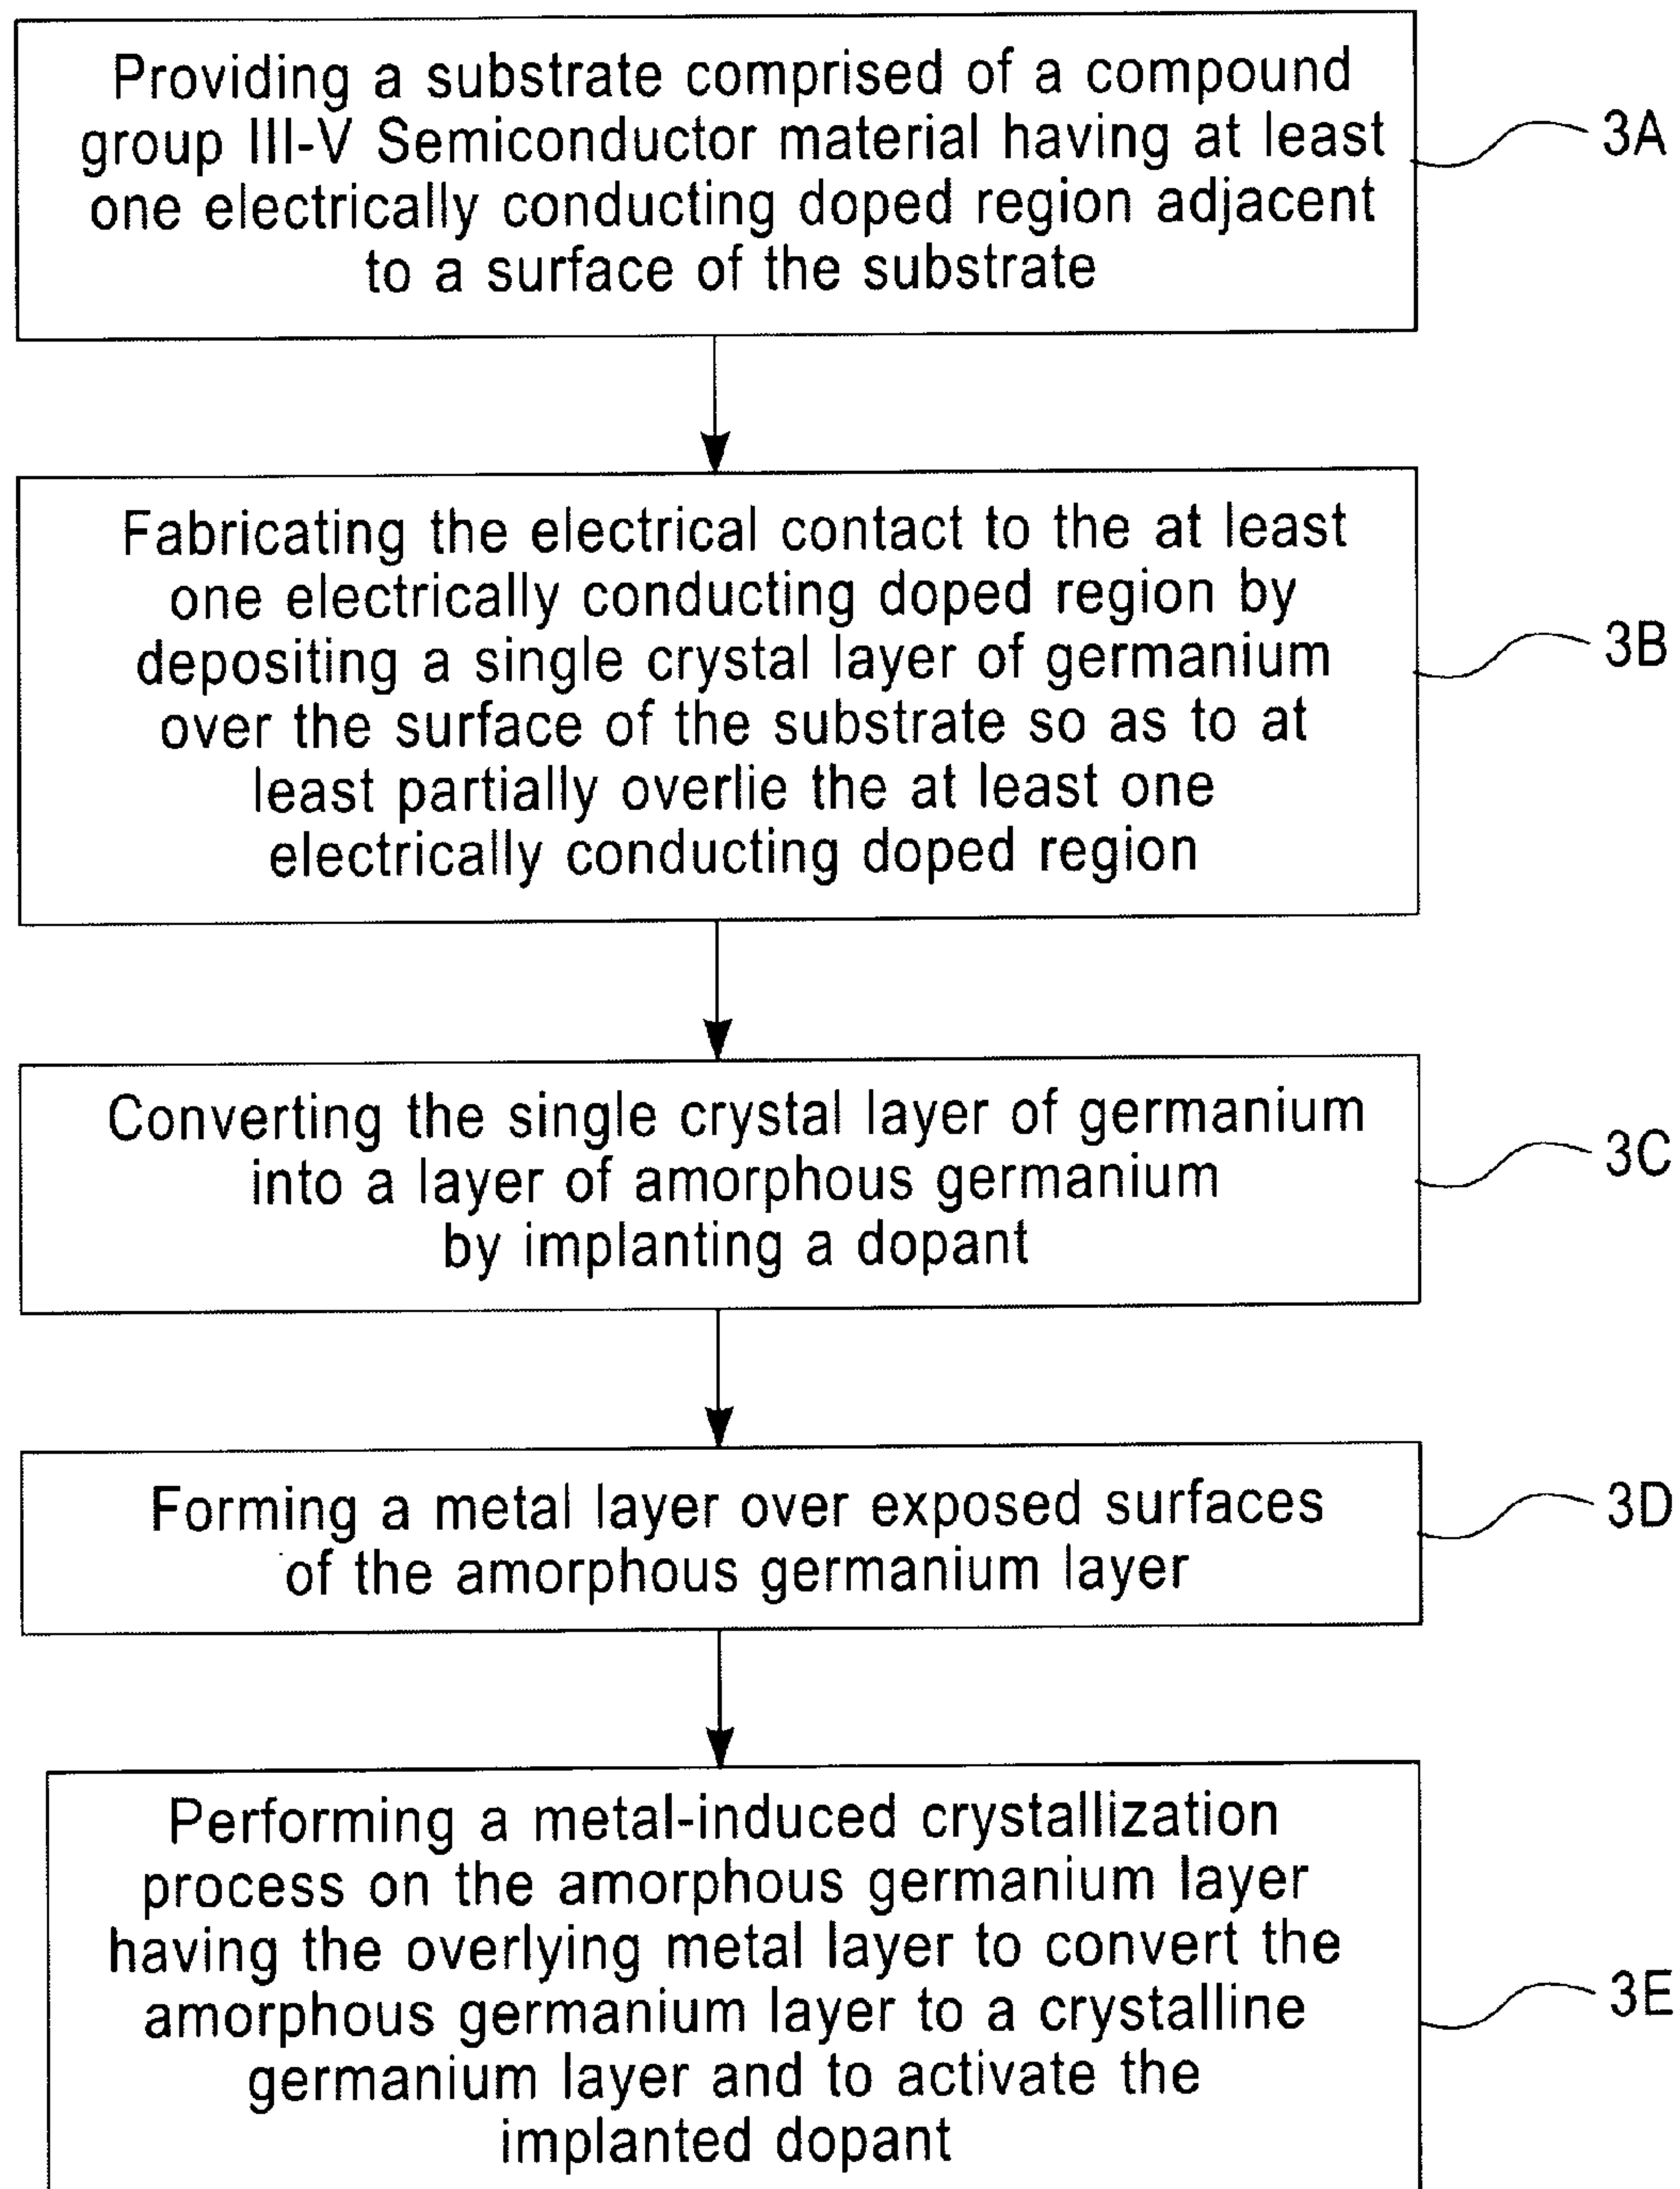 Providing a substrate comprised of a compound
group III-V Semiconductor material having at least
one electrically conducting doped region adjacent
to a surface of the substrate
3A
Fabricating the electrical contact to the at least
one electrically conducting doped region by
depositing a single crystal layer of germanium
over the surface of the substrate so as to at
least partially overlie the at least one
electrically conducting doped region
3B
Converting the single crystal layer of germanium
into a layer of amorphous germanium
by implanting a dopant
3C
Forming a metal layer over exposed surfaces
of the amorphous germanium layer
3D
Performing a metal-induced crystallization
process on the amorphous germanium layer
having the overlying metal layer to convert the
amorphous germanium layer to a crystalline
germanium layer and to activate the
implanted dopant
3E